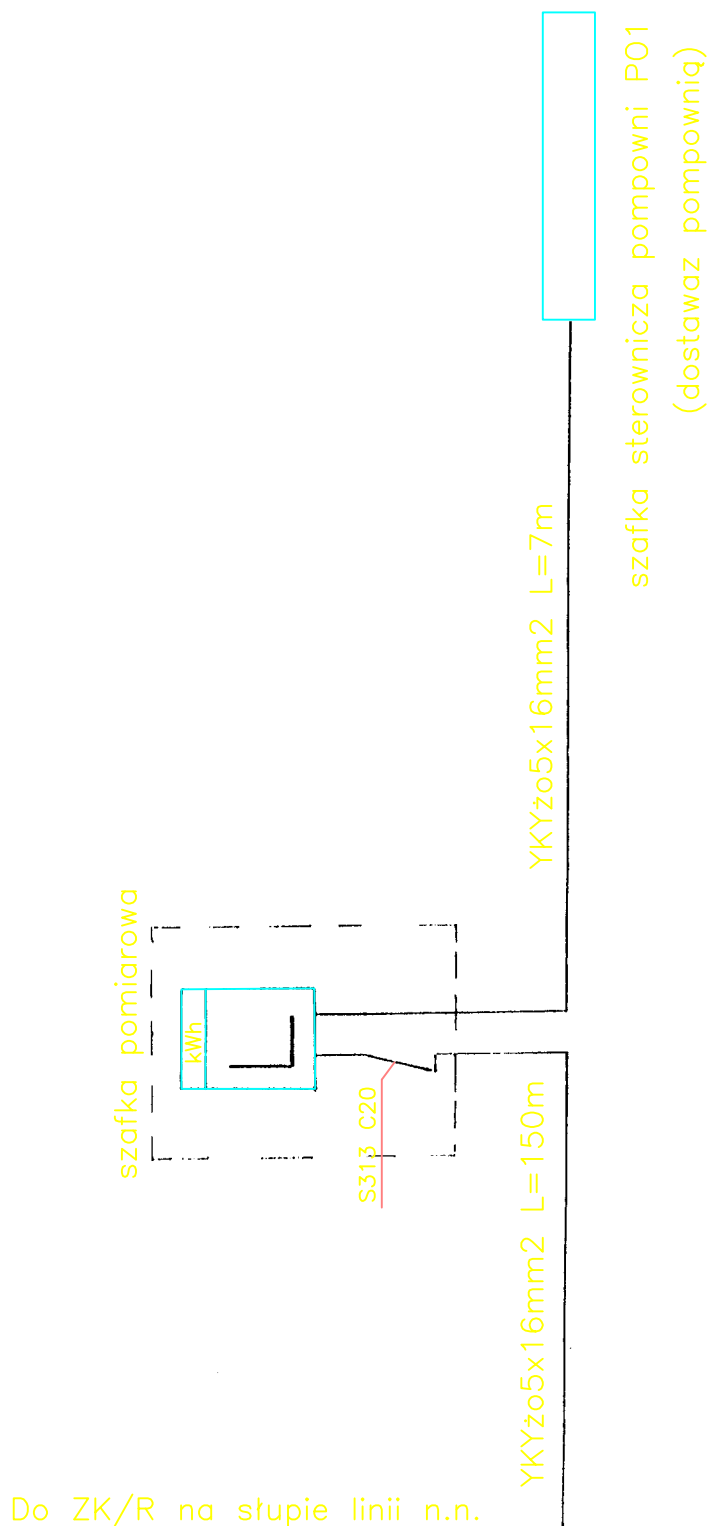 szafka sterownicza pompowni P01
(dostawaz pompownią)
YKYżo5x16mm2 L=7m
szafka pomiarowa
kWh
S313 C20
YKYżo5x16mm2 L=150m
Do ZK/R na słupie linii n.n.